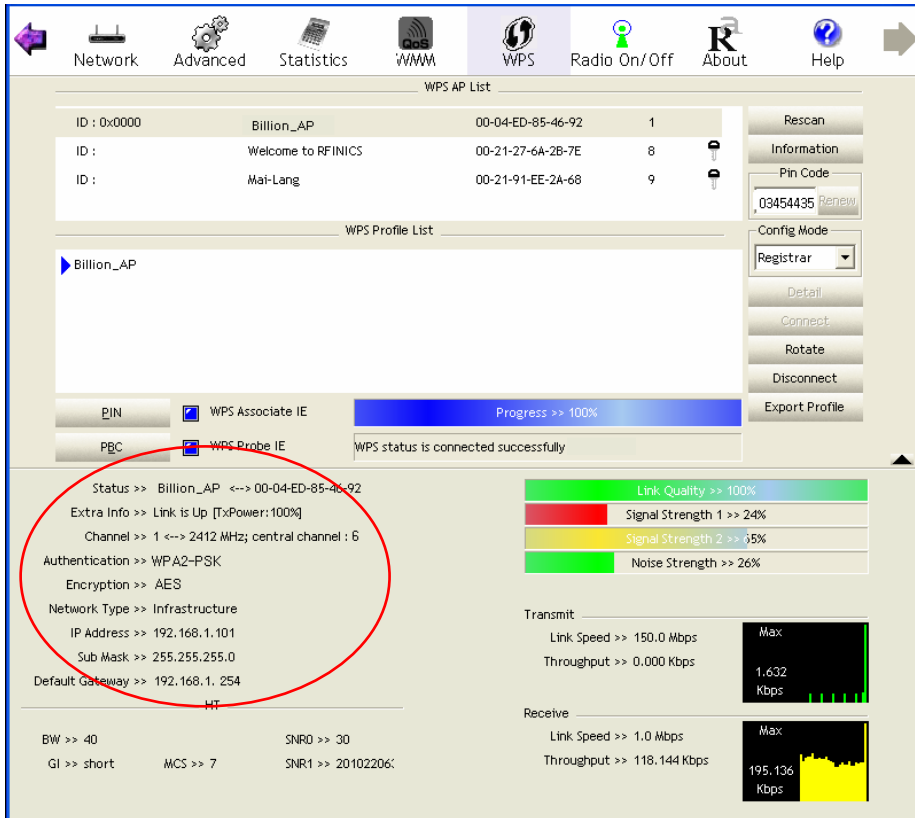 Network Advanced Statistics QoS WMM WPS Radio On/Off R a About Help
WPS AP List
ID : 0x0000 Billion_AP 00-04-ED-85-46-92 1 Rescan
ID : Welcome to RFINICS 00-21-27-6A-2B-7E 8 Information
ID : Mai-Lang 00-21-91-EE-2A-68 9 Pin Code
03454435 Renew
WPS Profile List Config Mode
Billion_AP Registrar
Detail
Connect
Rotate
Disconnect
PIN WPS Associate IE Progress >> 100% Export Profile
PBC WPS Probe IE WPS status is connected successfully
Status >> Billion_AP <--> 00-04-ED-85-46-92 Link Quality >> 100%
Extra Info >> Link is Up [TxPower:100%] Signal Strength 1 >> 24%
Channel >> 1 <--> 2412 MHz; central channel : 6 Signal Strength 2 >> 65%
Authentication >> WPA2-PSK Noise Strength >> 26%
Encryption >> AES
Network Type >> Infrastructure
Transmit
IP Address >> 192.168.1.101 Link Speed >> 150.0 Mbps Max
Sub Mask >> 255.255.255.0 Throughput >> 0.000 Kbps 1.632
Default Gateway >> 192.168.1. 254 Kbps
HT
Receive
BW >> 40 SNR0 >> 30 Link Speed >> 1.0 Mbps Max
GI >> short MCS >> 7 SNR1 >> 20102206: Throughput >> 118.144 Kbps 195.136
Kbps